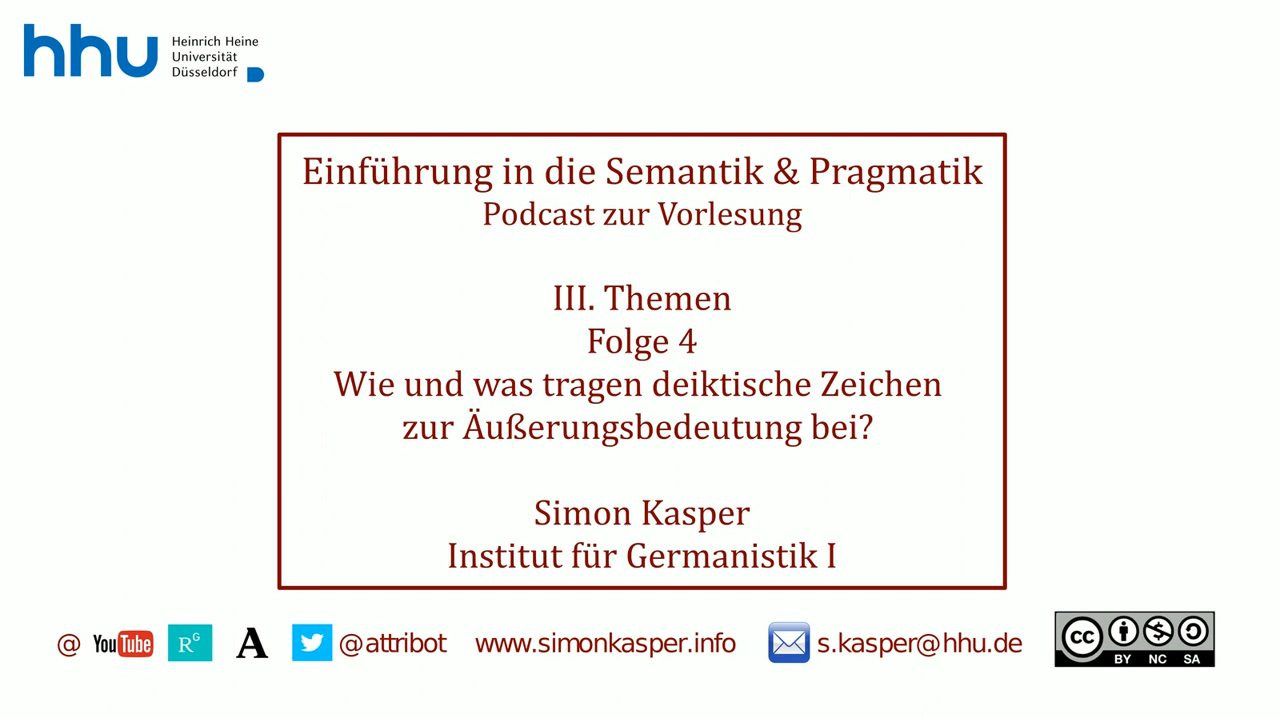 hhu Heinrich Heine
Universität
Düsseldorf
Einführung in die Semantik & Pragmatik
Podcast zur Vorlesung
III. Themen
Folge 4
Wie und was tragen deiktische Zeichen
zur Äußerungsbedeutung bei?
Simon Kasper
Institut für Germanistik I
@ YouTube RG A @attribot www.simonkasper.info s.kasper@hhu.de
cc BY NC SA